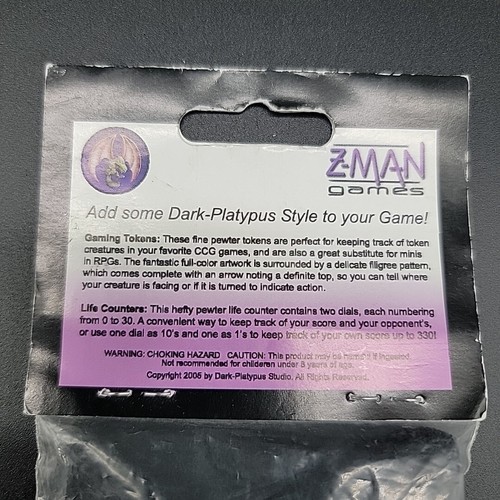 Z-MAN
games
Add some Dark-Platypus Style to your Game!
Gaming Tokens: These fine pewter tokens are perfect for keeping track of token
creatures in your favorite CCG games, and are also a great substitute for minis
in RPGs. The fantastic full-color artwork is surrounded by a delicate filigree pattern,
which comes complete with an arrow noting a definite top, so you can tell where
your creature is facing or if it is turned to indicate action.
Life Counters: This hefty pewter life counter contains two dials, each numbering
from 0 to 30. A convenient way to keep track of your score and your opponent's,
or use one dial as 10's and one as 1's to keep track of your own score up to 330!
WARNING: CHOKING HAZARD CAUTION: This product may be harmful if ingested.
Not recommended for children under 8 years of age.
Copyright 2005 by Dark-Platypus Studio. All Rights Reserved.